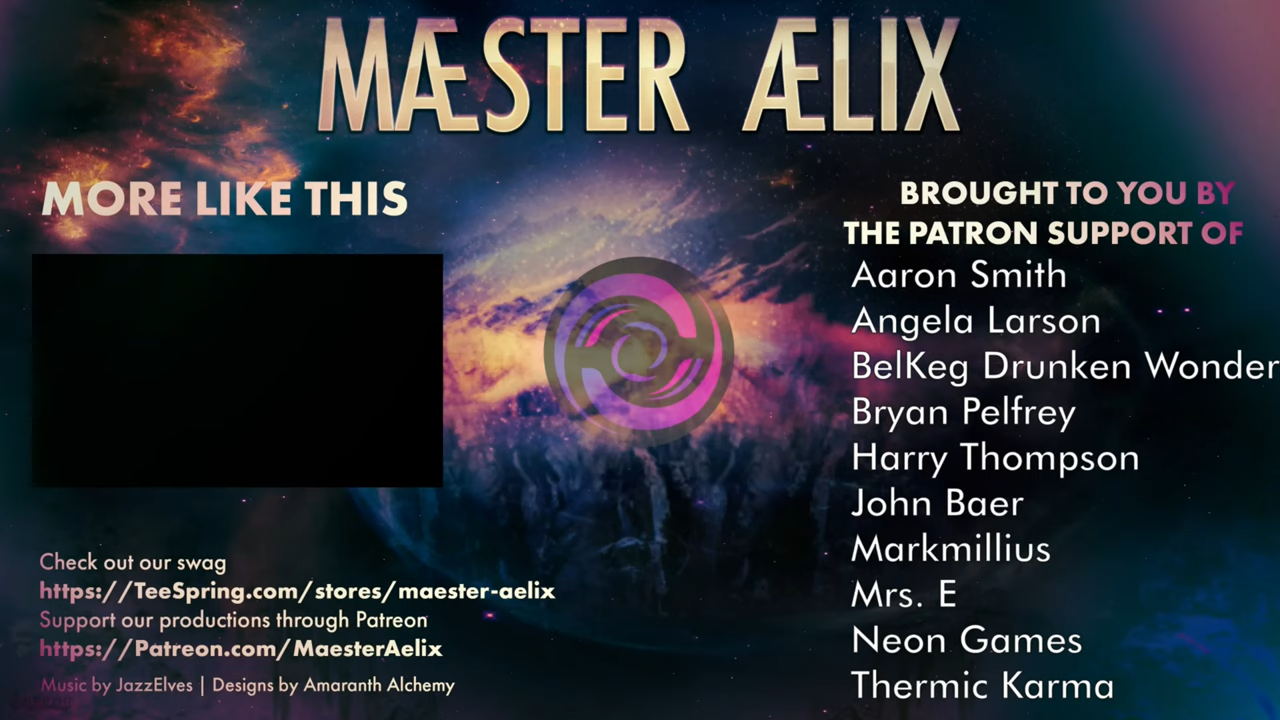 MÆSTER ÆLIX
MORE LIKE THIS
Check out our swag
https://TeeSpring.com/stores/maester-aelix
Support our productions through Patreon
https://Patreon.com/MaesterAelix
Music by JazzElves | Designs by Amaranth Alchemy
BROUGHT TO YOU BY
THE PATRON SUPPORT OF
Aaron Smith
Angela Larson
BelKeg Drunken Wonder
Bryan Pelfrey
Harry Thompson
John Baer
Markmillius
Mrs. E
Neon Games
Thermic Karma